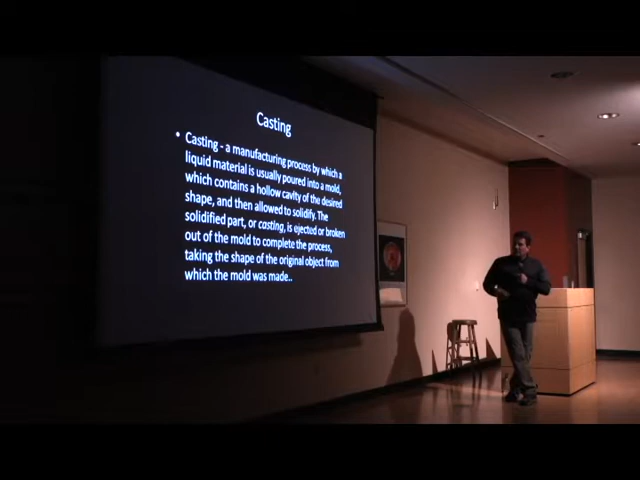 Casting
• Casting - a manufacturing process by which a
liquid material is usually poured into a mold,
which contains a hollow cavity of the desired
shape, and then allowed to solidify. The
solidified part, or casting, is ejected or broken
out of the mold to complete the process,
taking the shape of the original object from
which the mold was made..